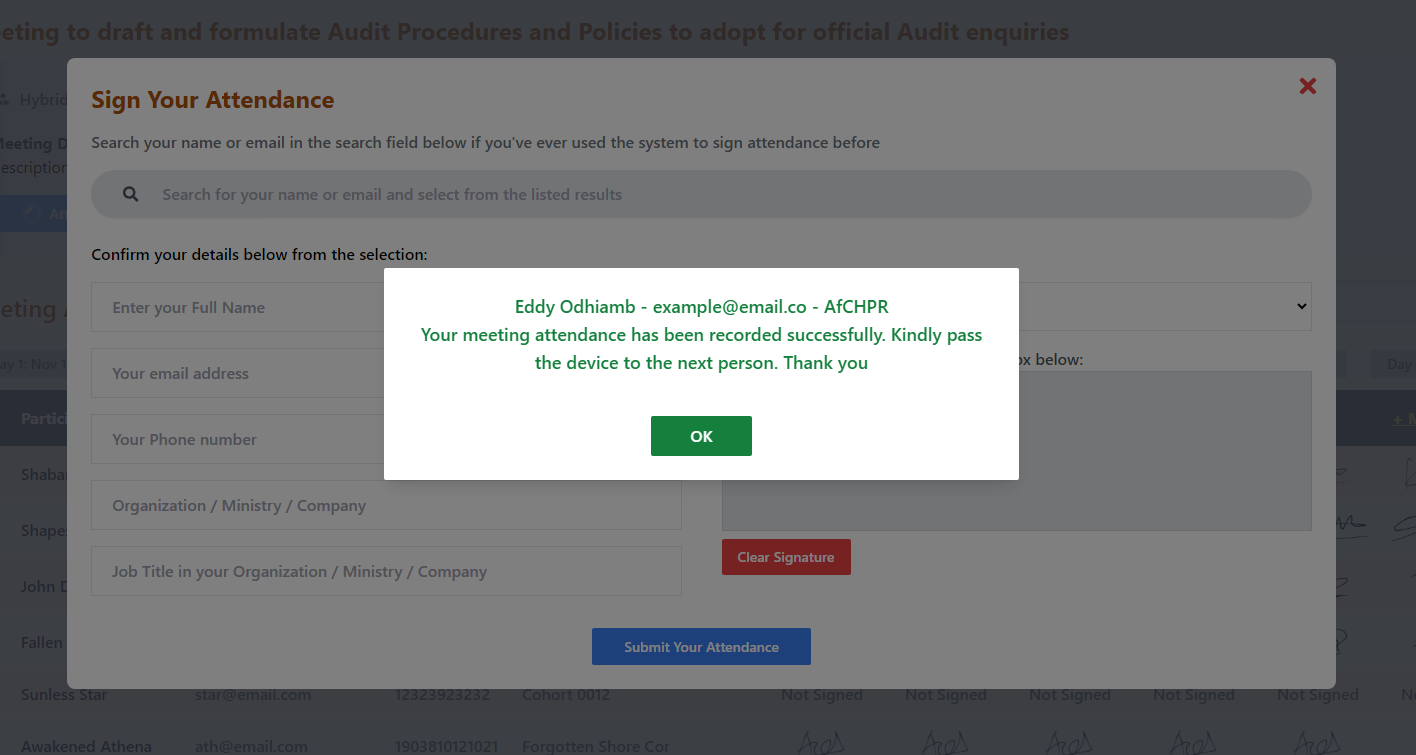 eting to draft and formulate Audit Procedures and Policies to adopt for official Audit enquiries
Hybrid
Sign Your Attendance
Meeting D
Search your name or email in the search field below if you've ever used the system to sign attendance before
escription
Search for your name or email and select from the listed results
Att
Confirm your details below from the selection:
Eddy Odhiamb - example@email.co - AfCHPR
Your meeting attendance has been recorded successfully. Kindly pass
the device to the next person. Thank you
OK
eting A
Enter your Full Name
ay 1: Nov 1
ox below:
Day
Your email address
Partici
Your Phone number
Shaba
Organization / Ministry / Company
Shape
Clear Signature
Job Title in your Organization / Ministry / Company
John D
Fallen
Submit Your Attendance
Sunless Star star@email.com 12323923232 Cohort 0012 Not Signed Not Signed Not Signed Not Signed Not Signed
Awakened Athena ath@email.com 1903810121021 Forgotten Shore Cor